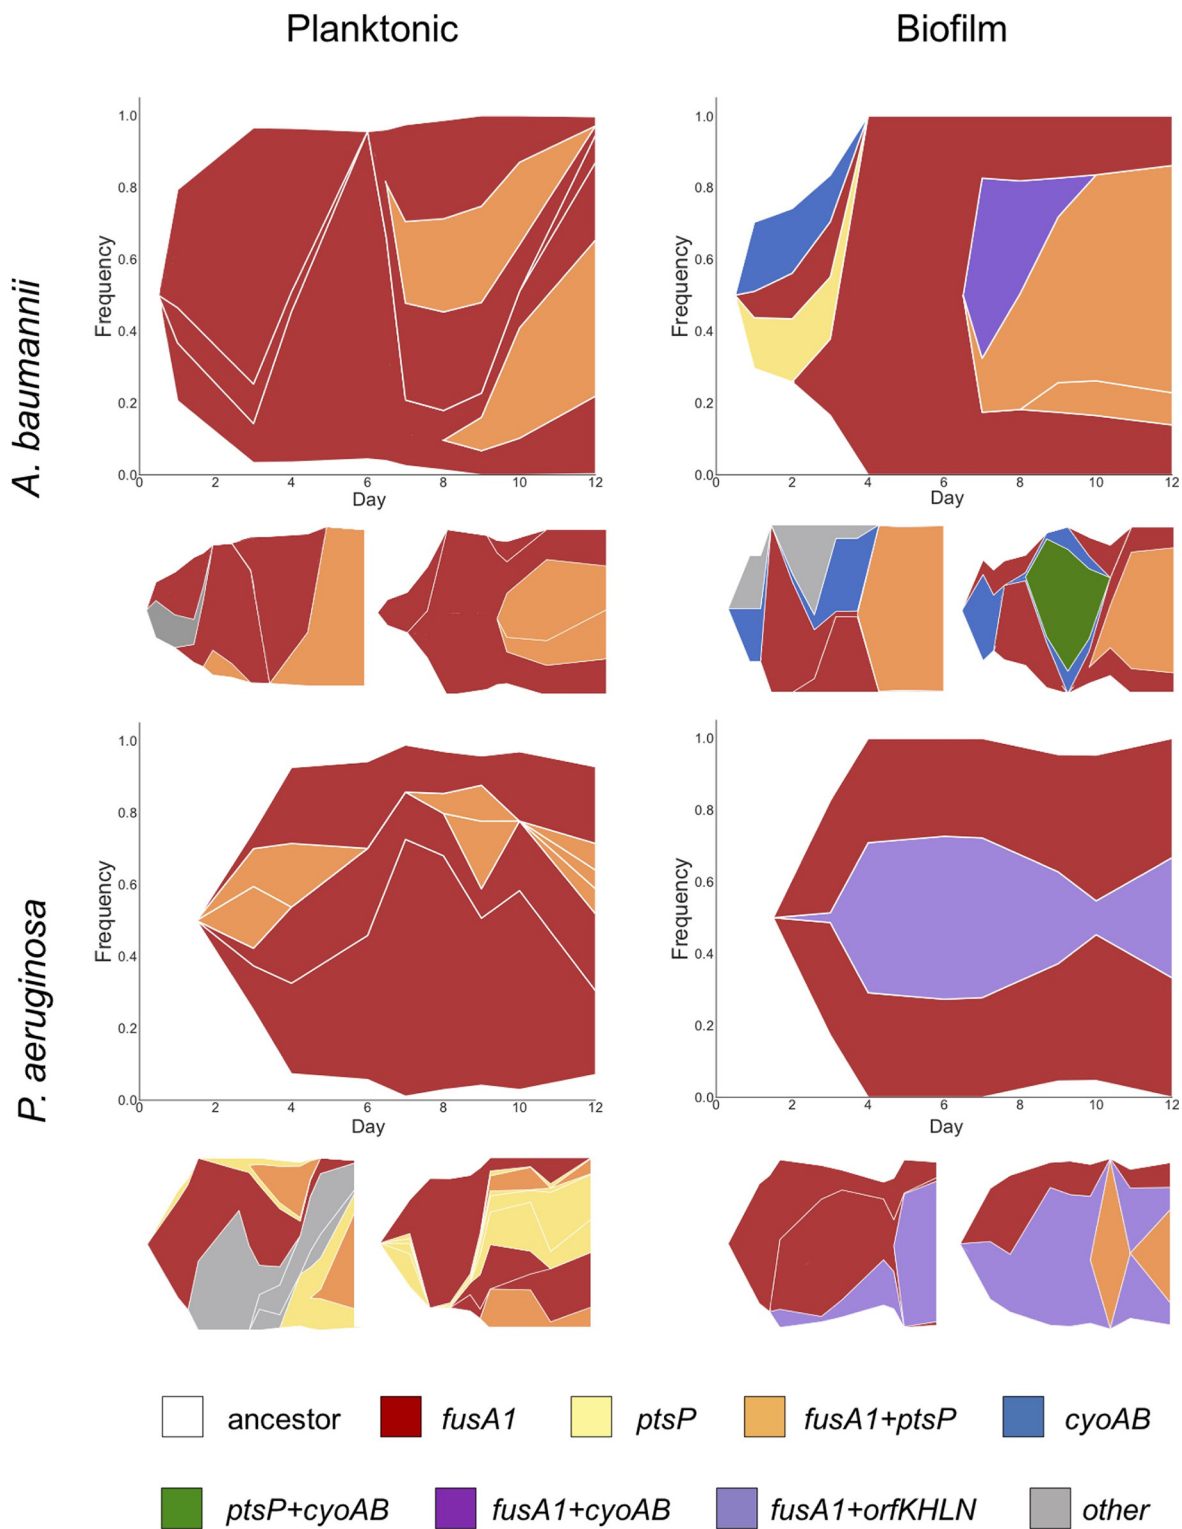 Planktonic
Biofilm
A. baumannii
Frequency
1.0
0.8
0.6
0.4
0.2
0.0
0 2 4 6 8 10 12
Day
Frequency
1.0
0.8
0.6
0.4
0.2
0.0
0 2 4 6 8 10 12
Day
P. aeruginosa
Frequency
1.0
0.8
0.6
0.4
0.2
0.0
0 2 4 6 8 10 12
Day
Frequency
1.0
0.8
0.6
0.4
0.2
0.0
0 2 4 6 8 10 12
Day
ancestor fusA1 ptsP fusA1+ptsP cyoAB
ptsP+cyoAB fusA1+cyoAB fusA1+orfKHLN other